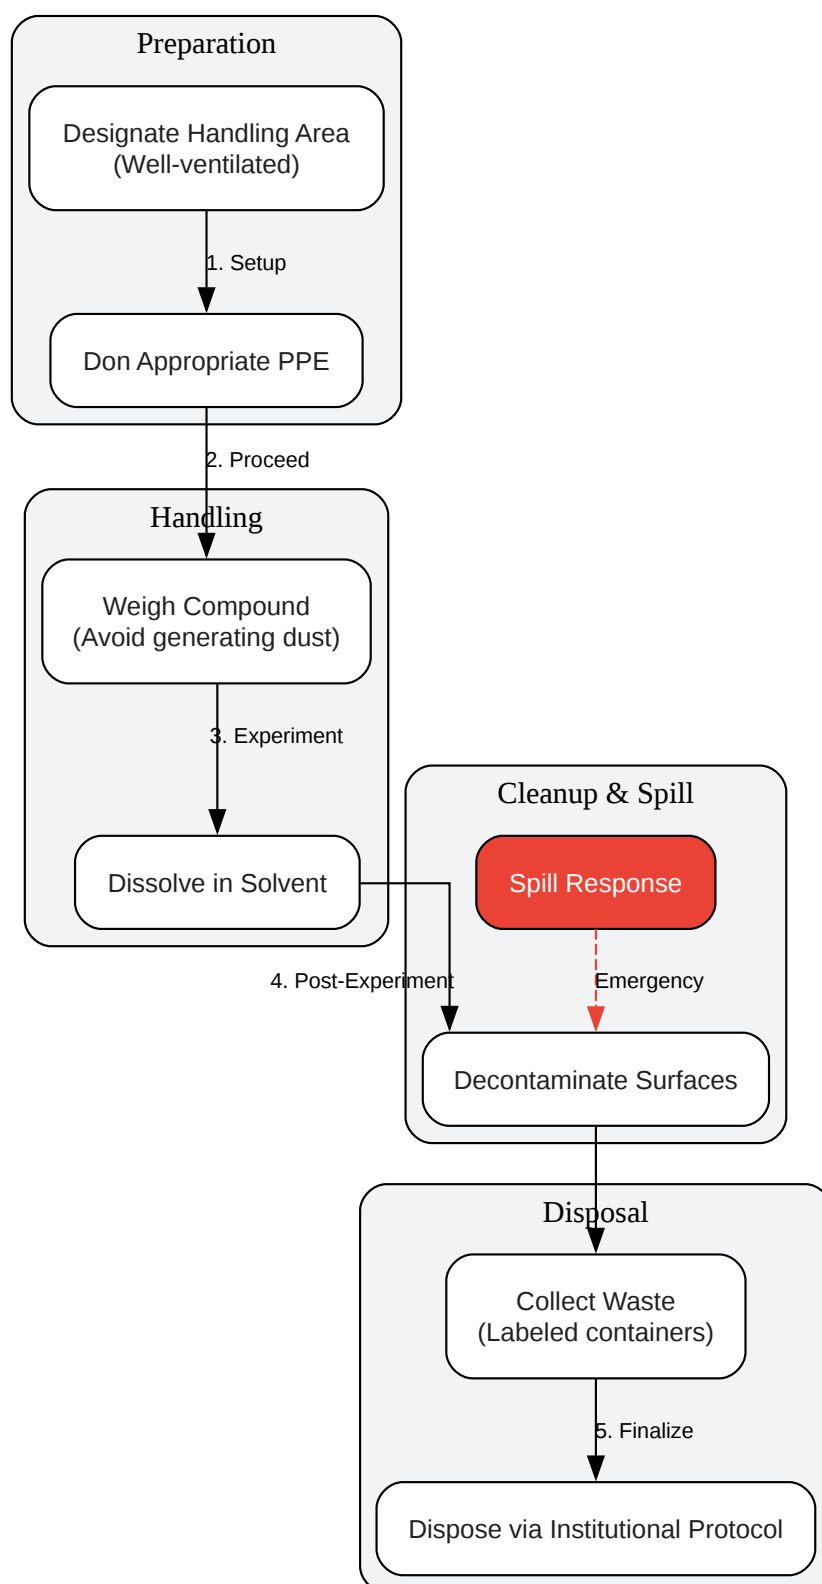 Preparation
Designate Handling Area
(Well-ventilated)
1. Setup
Don Appropriate PPE
2. Proceed
Handling
Weigh Compound
(Avoid generating dust)
3. Experiment
Cleanup & Spill
Dissolve in Solvent
Spill Response
4. Post-Experiment
Emergency
Decontaminate Surfaces
Disposal
Collect Waste
(Labeled containers)
5. Finalize
Dispose via Institutional Protocol